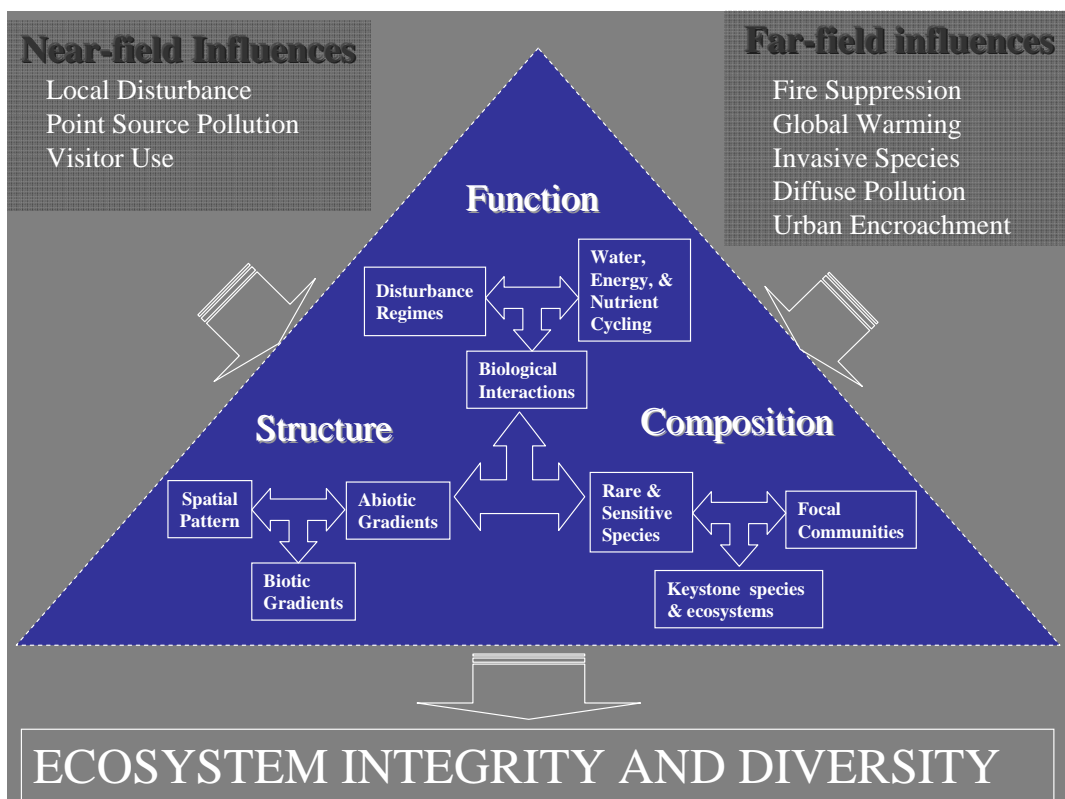 Near-field Influences
Local Disturbance
Point Source Pollution
Visitor Use
Far-field influences
Fire Suppression
Global Warming
Invasive Species
Diffuse Pollution
Urban Encroachment
Function
Disturbance
Regimes
Water,
Energy, &
Nutrient
Cycling
Biological
Interactions
Structure
Spatial
Pattern
Abiotic
Gradients
Biotic
Gradients
Composition
Rare &
Sensitive
Species
Focal
Communities
Keystone species
& ecosystems
ECOSYSTEM INTEGRITY AND DIVERSITY